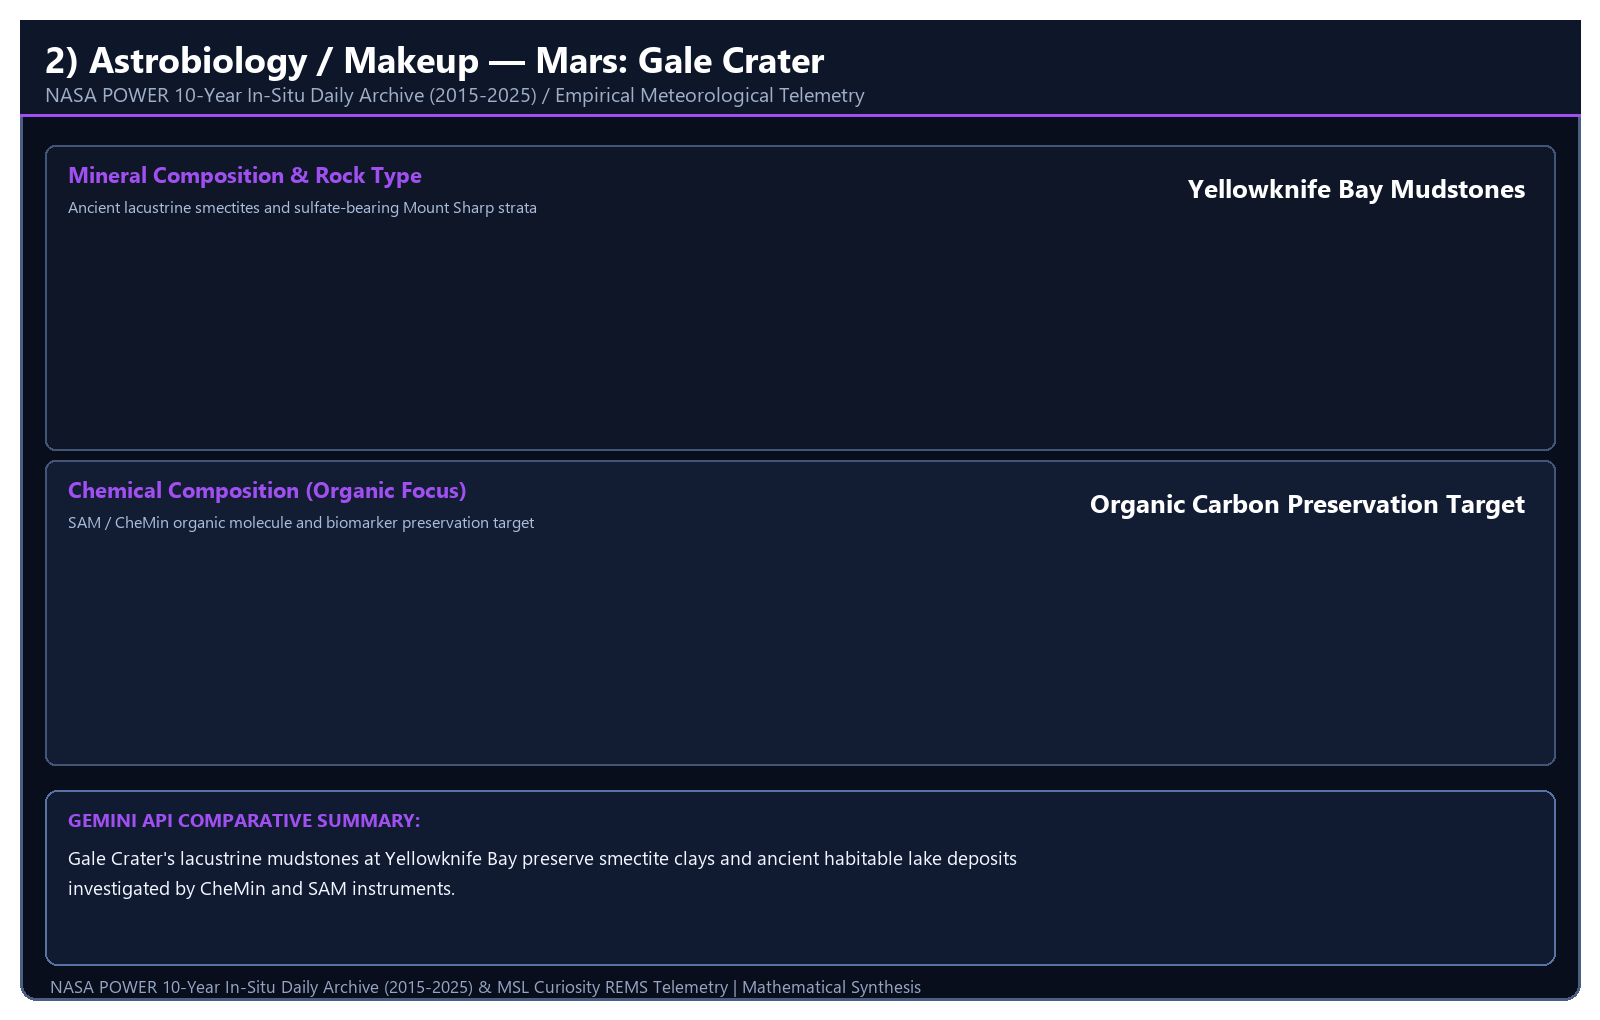 2) Astrobiology / Makeup — Mars: Gale Crater
NASA POWER 10-Year In-Situ Daily Archive (2015-2025) / Empirical Meteorological Telemetry
Mineral Composition & Rock Type
Yellowknife Bay Mudstones
Ancient lacustrine smectites and sulfate-bearing Mount Sharp strata
Chemical Composition (Organic Focus)
Organic Carbon Preservation Target
SAM / CheMin organic molecule and biomarker preservation target
GEMINI API COMPARATIVE SUMMARY:
Gale Crater's lacustrine mudstones at Yellowknife Bay preserve smectite clays and ancient habitable lake deposits
investigated by CheMin and SAM instruments.
NASA POWER 10-Year In-Situ Daily Archive (2015-2025) & MSL Curiosity REMS Telemetry | Mathematical Synthesis